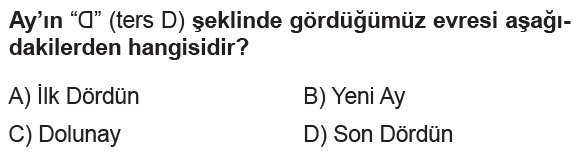 Ay’ın “ᗡ” (ters D) şeklinde gördüğümüz evresi aşağı-
dakilerden hangisidir?
A) İlk Dördün B) Yeni Ay
C) Dolunay D) Son Dördün